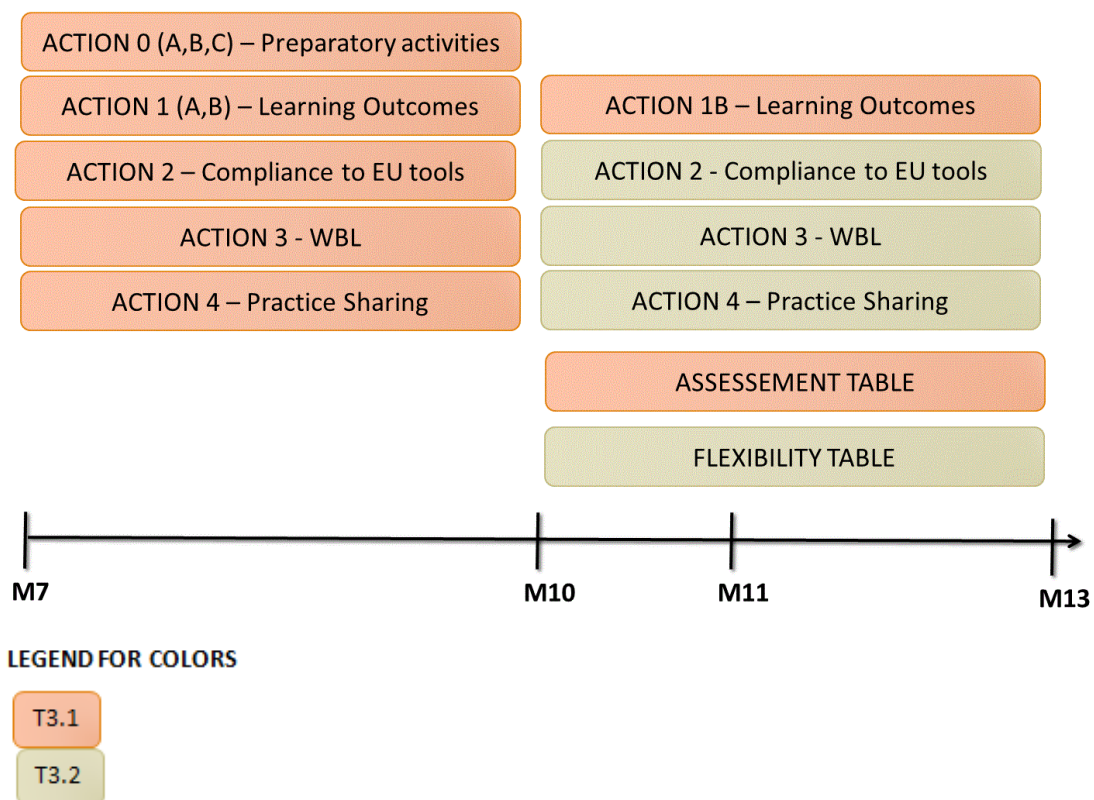 ACTION 0 (A,B,C) – Preparatory activities
ACTION 1 (A,B) – Learning Outcomes
ACTION 2 – Compliance to EU tools
ACTION 3 - WBL
ACTION 4 – Practice Sharing
ACTION 1B – Learning Outcomes
ACTION 2 - Compliance to EU tools
ACTION 3 - WBL
ACTION 4 – Practice Sharing
ASSESSEMENT TABLE
FLEXIBILITY TABLE
M7
M10
M11
M13
LEGEND FOR COLORS
T3.1
T3.2